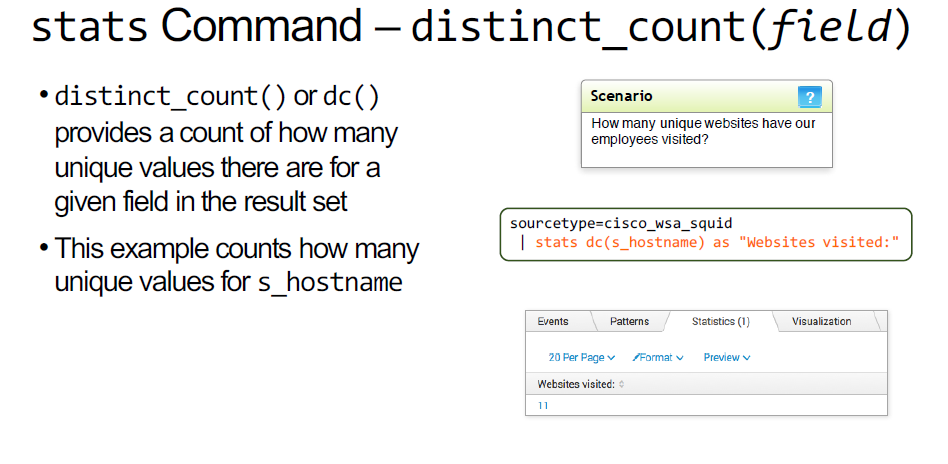 stats Command – distinct_count(field)
• distinct_count() or dc()
provides a count of how many
unique values there are for a
given field in the result set
• This example counts how many
unique values for s_hostname
Scenario ?
How many unique websites have our
employees visited?
sourcetype=cisco_wsa_squid
| stats dc(s_hostname) as "Websites visited:"
Events Patterns Statistics (1) Visualization
20 Per Page Format Preview
Websites visited:
11